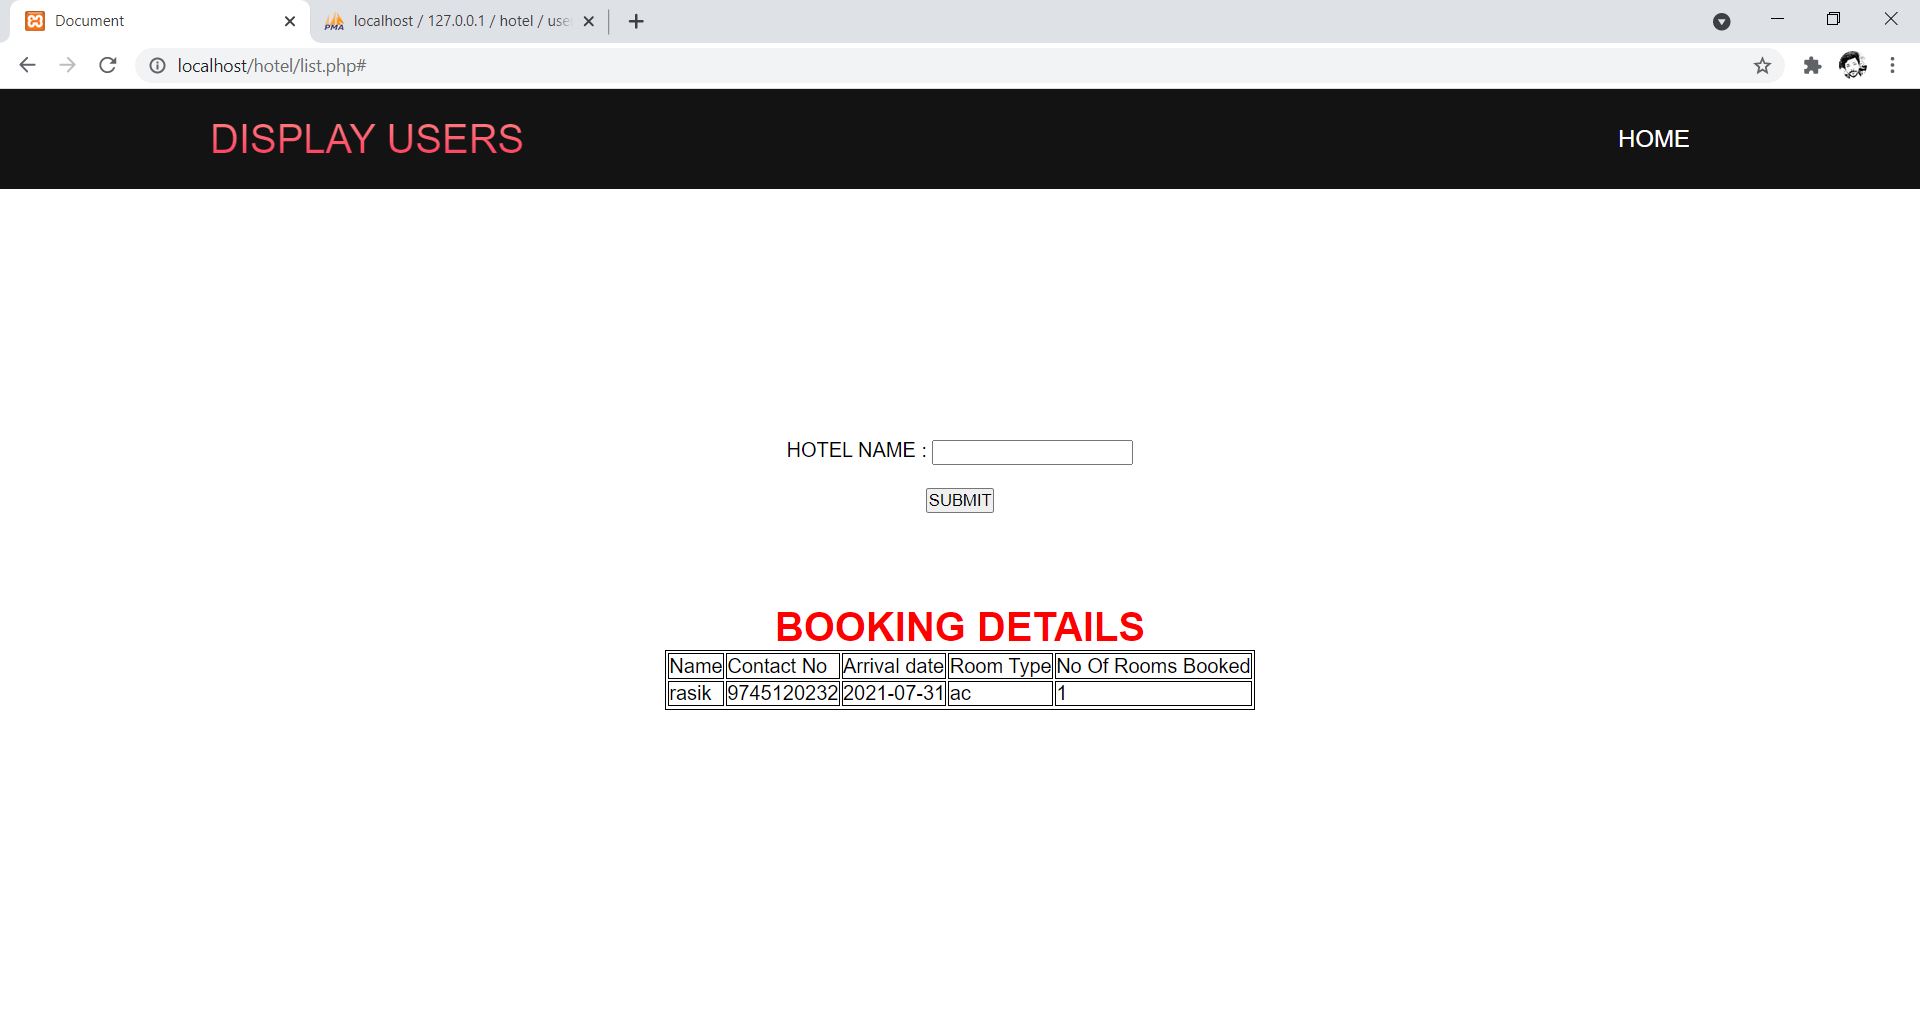 Document
PMA localhost / 127.0.0.1 / hotel / use
localhost/hotel/list.php#
DISPLAY USERS
HOME
HOTEL NAME :
SUBMIT
BOOKING DETAILS
Name Contact No Arrival date Room Type No Of Rooms Booked
rasik 9745120232 2021-07-31 ac 1